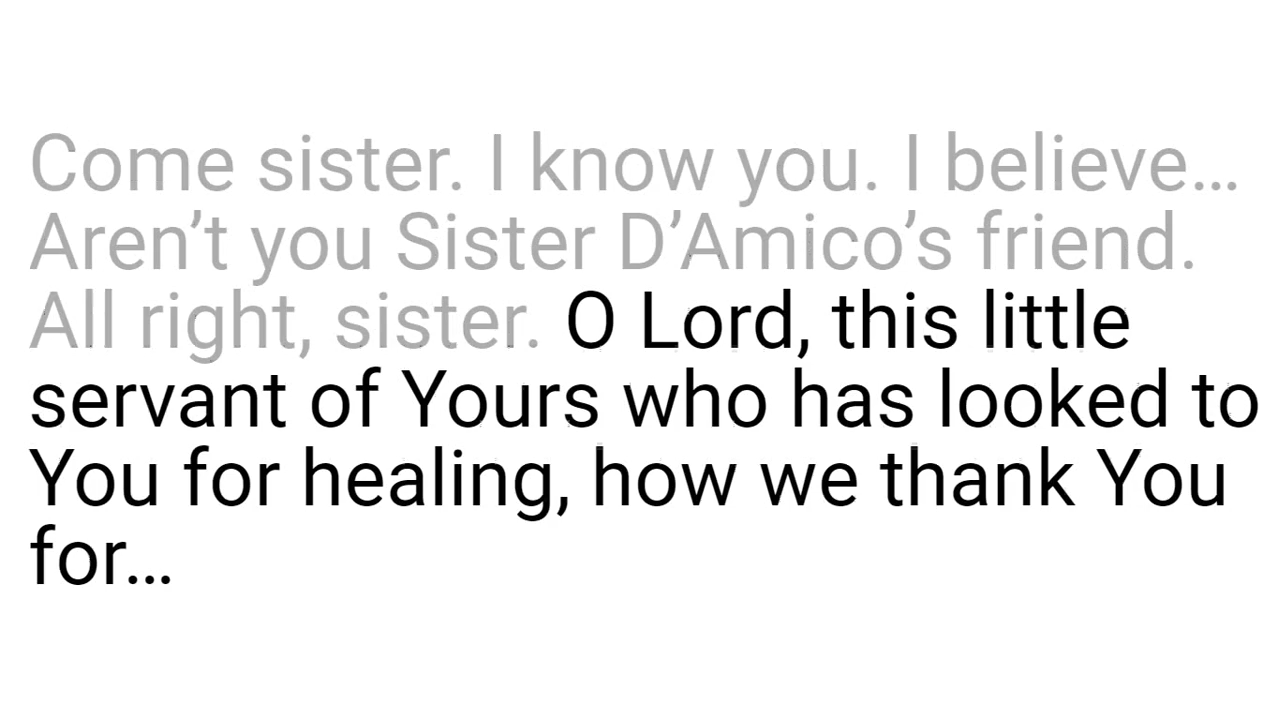 Come sister. I know you. I believe…
Aren’t you Sister D’Amico’s friend.
All right, sister. O Lord, this little
servant of Yours who has looked to
You for healing, how we thank You
for…